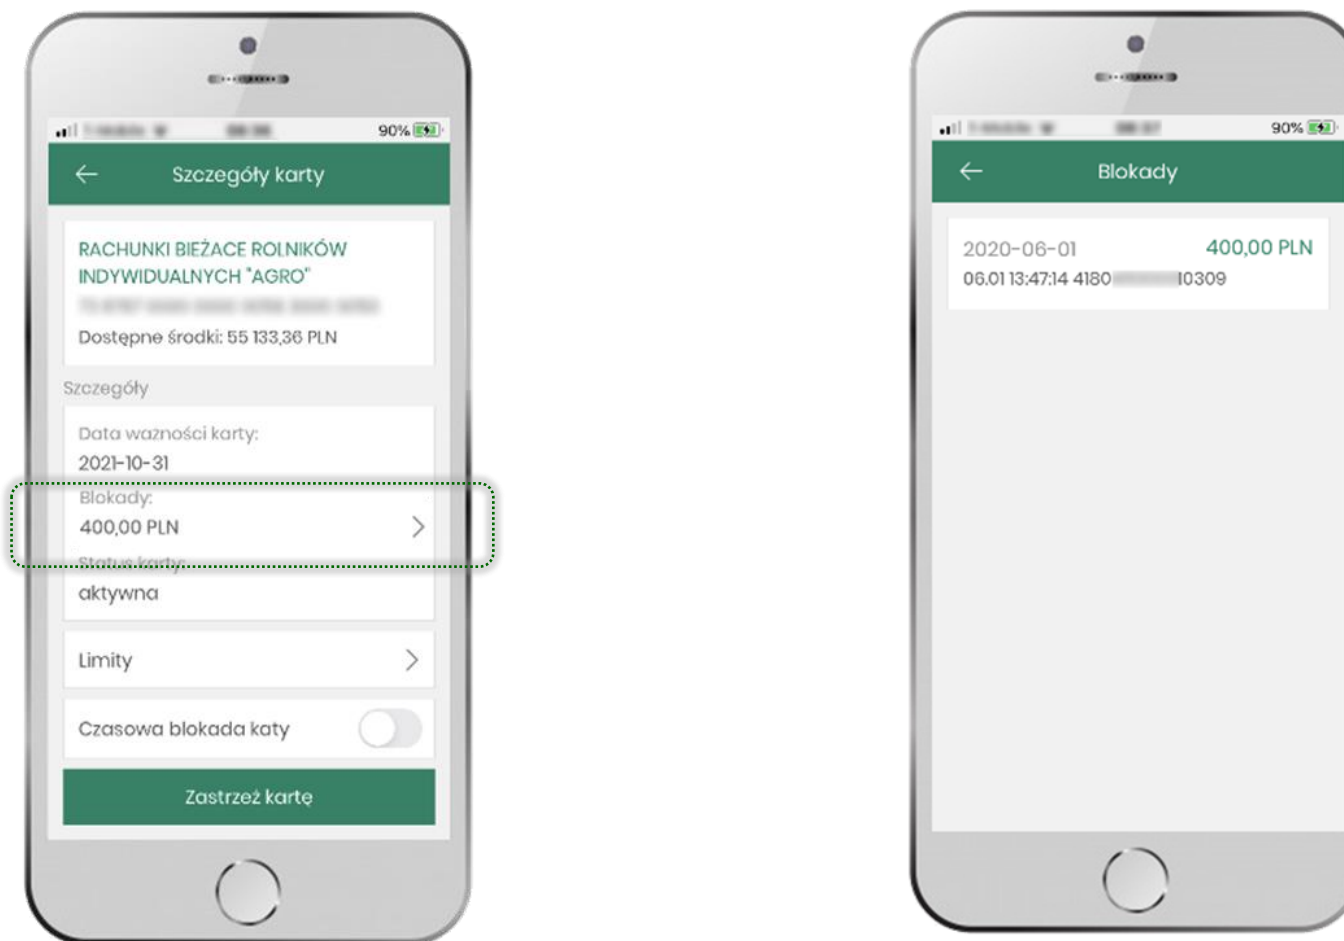 90%
Szczegóły karty
RACHUNKI BIEŻACE ROLNIKÓW
INDYWIDUALNYCH "AGRO"
Dostępne środki: 55 133,36 PLN
Szczegóły
Data ważności karty:
2021-10-31
Blokady:
400,00 PLN
Status karty:
aktywna
Limity
Czasowa blokada katy
Zastrzeż kartę
90%
Blokady
2020-06-01 400,00 PLN
06.01 13:47:14 4180 10309